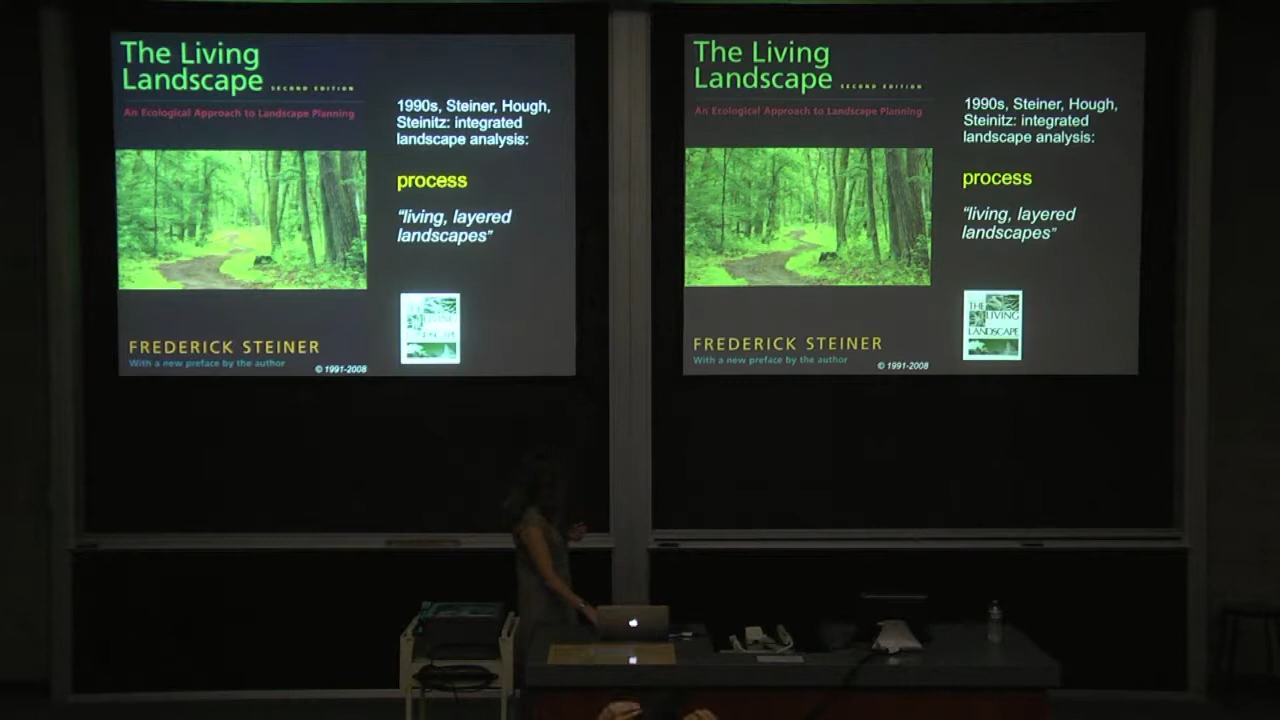 The Living
Landscape SECOND EDITION
An Ecological Approach to Landscape Planning
1990s, Steiner, Hough,
Steinitz: integrated
landscape analysis:
process
“living, layered
landscapes”
FREDERICK STEINER
With a new preface by the author
© 1991-2008
The Living
Landscape SECOND EDITION
An Ecological Approach to Landscape Planning
1990s, Steiner, Hough,
Steinitz: integrated
landscape analysis:
process
“living, layered
landscapes”
THE
LIVING
LANDSCAPE
FREDERICK STEINER
With a new preface by the author
© 1991-2008